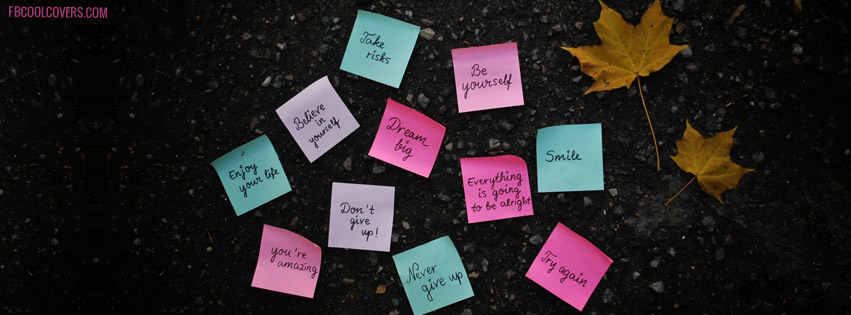 FBCOOLCOVERS.COM
Take
risks
Be
yourself
Believe
in
yourself
Dream
big
Smile
Enjoy
your life
Everything
is going
to be alright
Don't
give
up!
you're
amazing
Never
give up
Try again